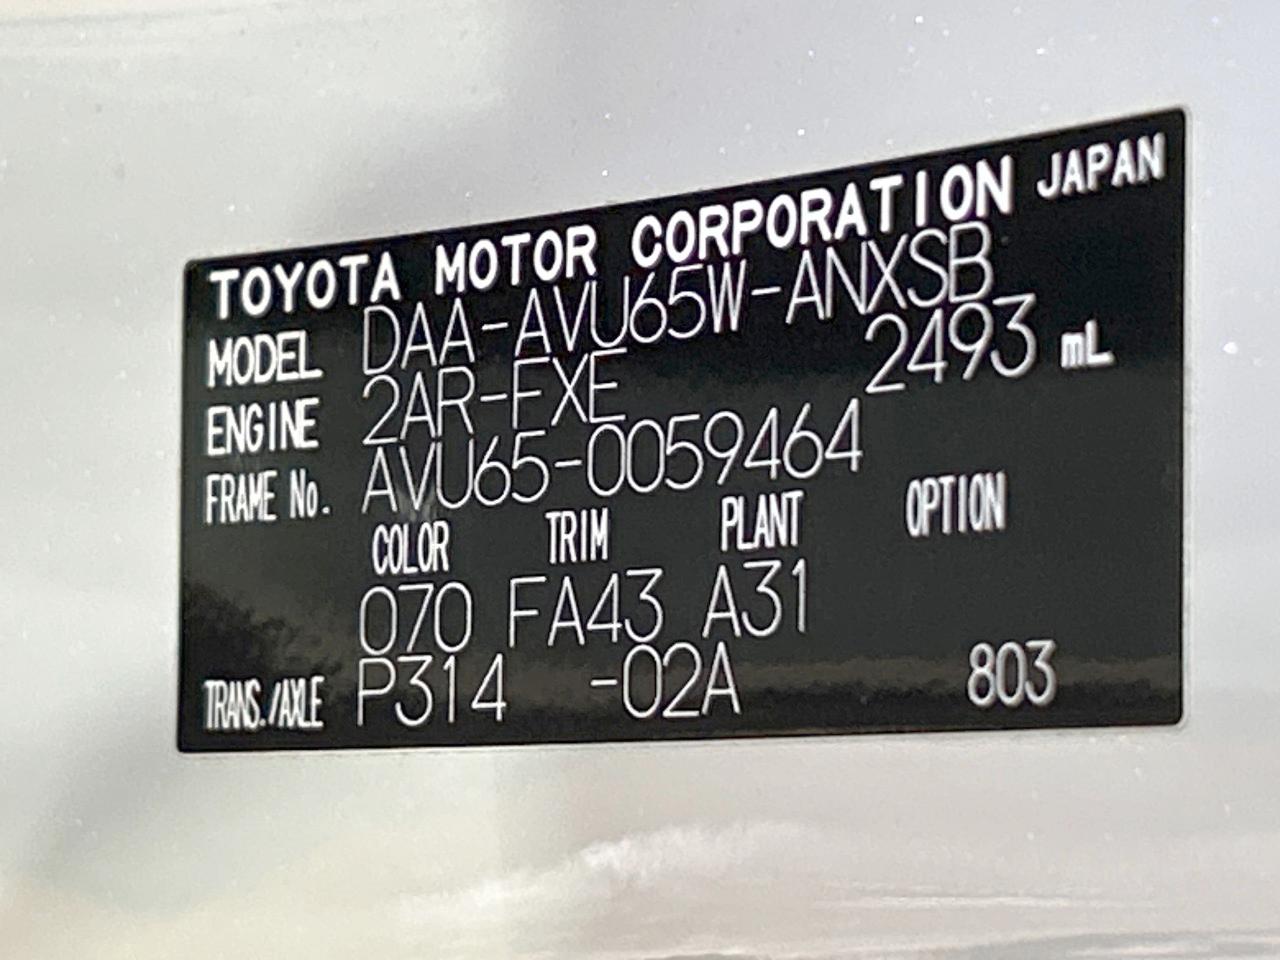 TOYOTA MOTOR CORPORATION JAPAN
MODEL DAA-AVU65W-ANXSB
ENGINE 2AR-FXE 2493 mL
FRAME No. AVU65-0059464
COLOR TRIM PLANT OPTION
070 FA43 A31
TRANS./AXLE P314 -02A 803